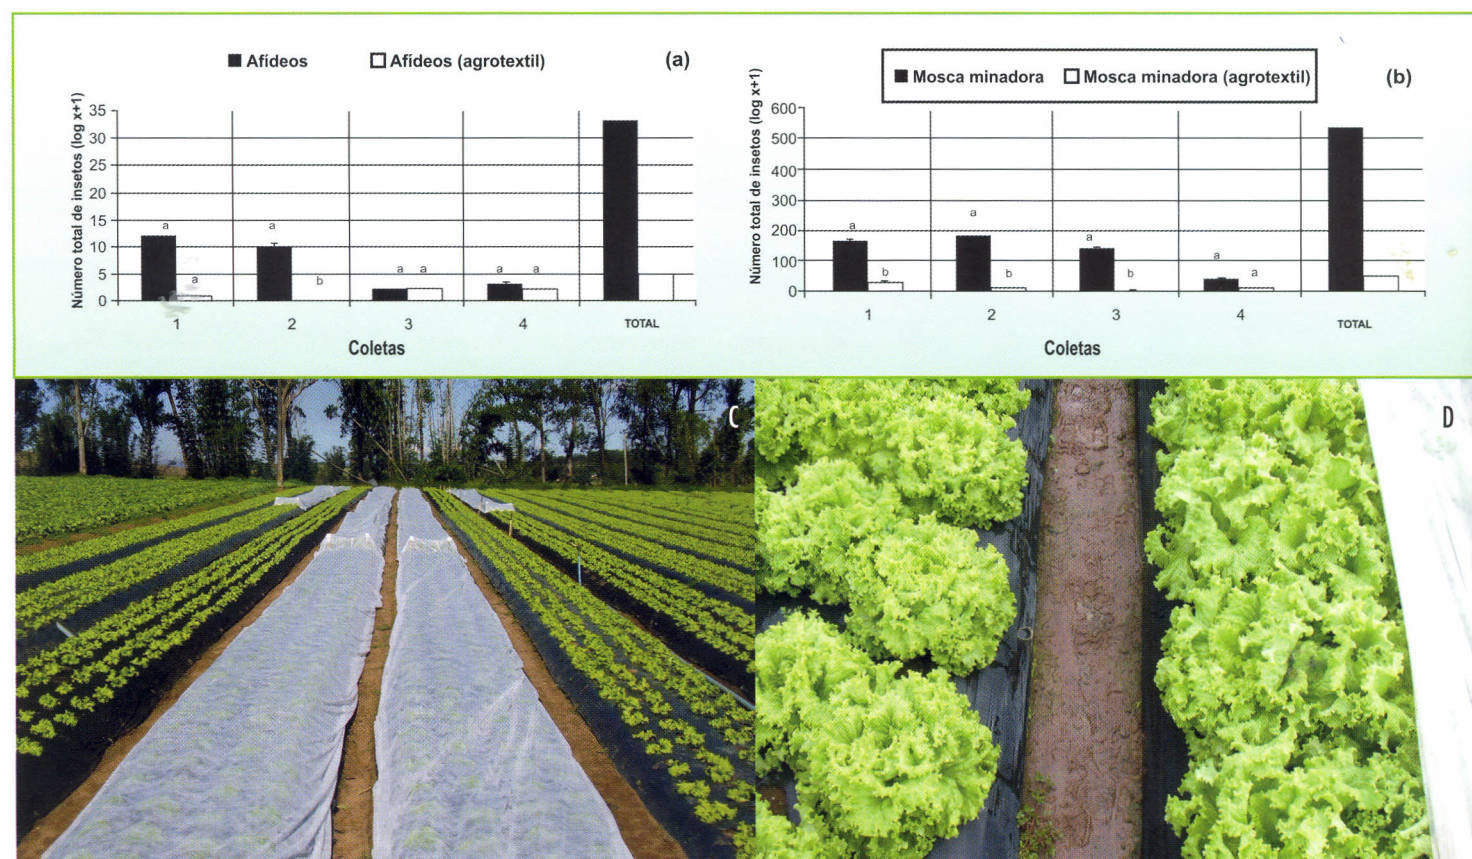 Afídeos
Afídeos (agrotextil)
(a)
Número total de insetos (log x+1)
35
30
25
20
15
10
5
0
a
a
a
b
a
a
a
a
1
2
3
4
TOTAL
Coletas
Mosca minadora
Mosca minadora (agrotextil)
(b)
Número total de insetos (log x+1)
600
500
400
300
200
100
0
a
b
a
b
a
b
a
a
1
2
3
4
TOTAL
Coletas
C
D